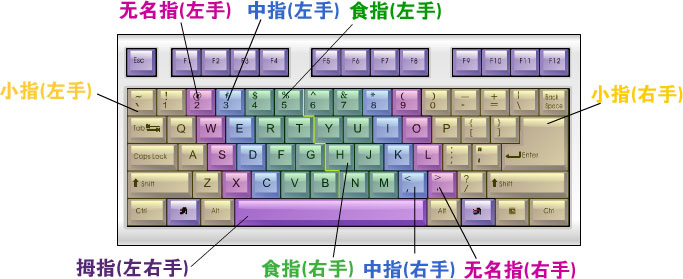 无名指(左手) 中指(左手) 食指(左手)
小指(左手) 小指(右手)
Esc F1 F2 F3 F4 F5 F6 F7 F8 F9 F10 F11 F12
~ ! @ # $ % ^ & * ( ) — + | Back
` 1 2 3 4 5 6 7 8 9 0 - = \ Space
Tab Q W E R T Y U I O P { [ } ]
Caps Lock A S D F G H J K L : ; " ' Enter
Shift Z X C V B N M < , > . ? / Shift
Ctrl Alt Alt Ctrl
拇指(左右手) 食指(右手) 中指(右手) 无名指(右手)